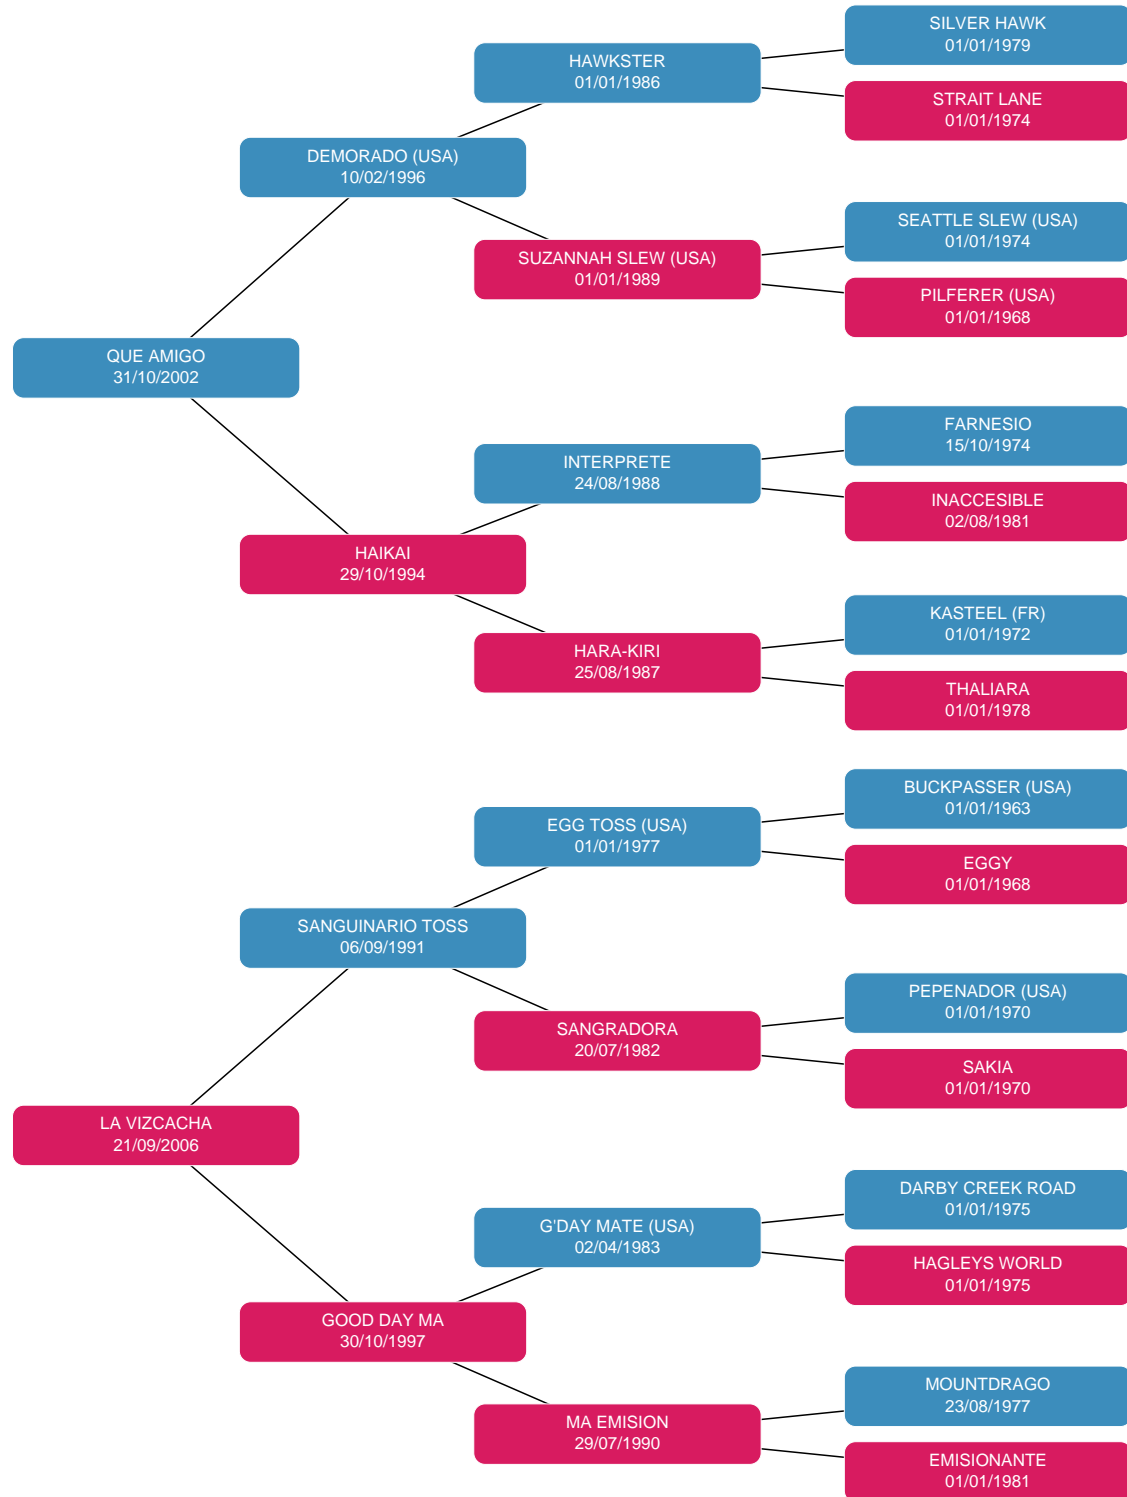 SILVER HAWK
01/01/1979
HAWKSTER
01/01/1986
STRAIT LANE
01/01/1974
DEMORADO (USA)
10/02/1996
SEATTLE SLEW (USA)
01/01/1974
SUZANNAH SLEW (USA)
01/01/1989
PILFERER (USA)
01/01/1968
QUE AMIGO
31/10/2002
FARNESIO
15/10/1974
INTERPRETE
24/08/1988
INACCESIBLE
02/08/1981
HAIKAI
29/10/1994
KASTEEL (FR)
01/01/1972
HARA-KIRI
25/08/1987
THALIARA
01/01/1978
BUCKPASSER (USA)
01/01/1963
EGG TOSS (USA)
01/01/1977
EGGY
01/01/1968
SANGUINARIO TOSS
06/09/1991
PEPENADOR (USA)
01/01/1970
SANGRADORA
20/07/1982
SAKIA
01/01/1970
LA VIZCACHA
21/09/2006
DARBY CREEK ROAD
01/01/1975
G'DAY MATE (USA)
02/04/1983
HAGLEYS WORLD
01/01/1975
GOOD DAY MA
30/10/1997
MOUNTDRAGO
23/08/1977
MA EMISION
29/07/1990
EMISIONANTE
01/01/1981